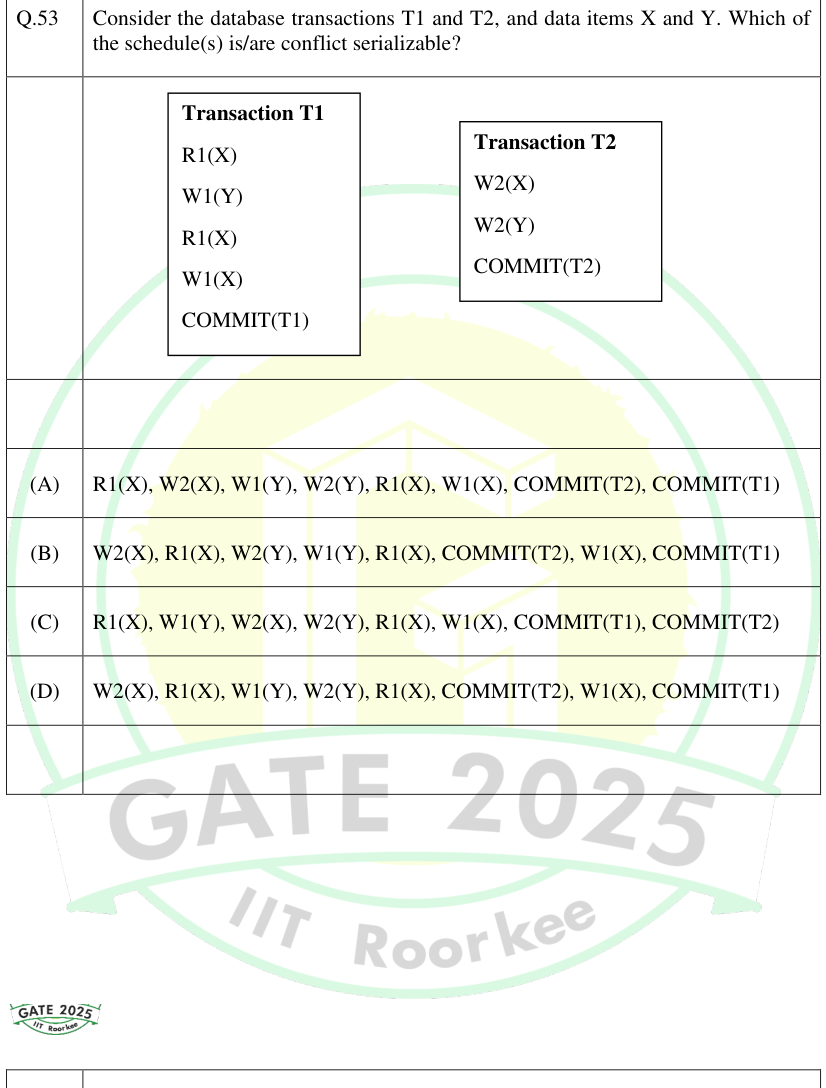 Q.53 Consider the database transactions T1 and T2, and data items X and Y. Which of
the schedule(s) is/are conflict serializable?
Transaction T1
R1(X)
W1(Y)
R1(X)
W1(X)
COMMIT(T1)
Transaction T2
W2(X)
W2(Y)
COMMIT(T2)
(A) R1(X), W2(X), W1(Y), W2(Y), R1(X), W1(X), COMMIT(T2), COMMIT(T1)
(B) W2(X), R1(X), W2(Y), W1(Y), R1(X), COMMIT(T2), W1(X), COMMIT(T1)
(C) R1(X), W1(Y), W2(X), W2(Y), R1(X), W1(X), COMMIT(T1), COMMIT(T2)
(D) W2(X), R1(X), W1(Y), W2(Y), R1(X), COMMIT(T2), W1(X), COMMIT(T1)
GATE 2025
IIT Roorkee
GATE 2025
IIT Roorkee